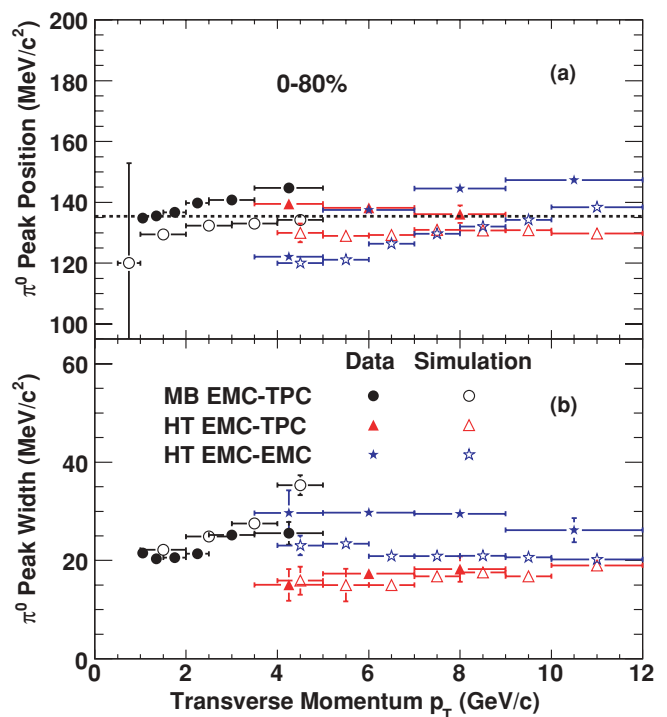 200
180
160
140
120
100
π⁰ Peak Position (MeV/c²)
0-80%
(a)
60
40
20
0
π⁰ Peak Width (MeV/c²)
Data Simulation
MB EMC-TPC
HT EMC-TPC
HT EMC-EMC
(b)
0 2 4 6 8 10 12
Transverse Momentum p_T (GeV/c)